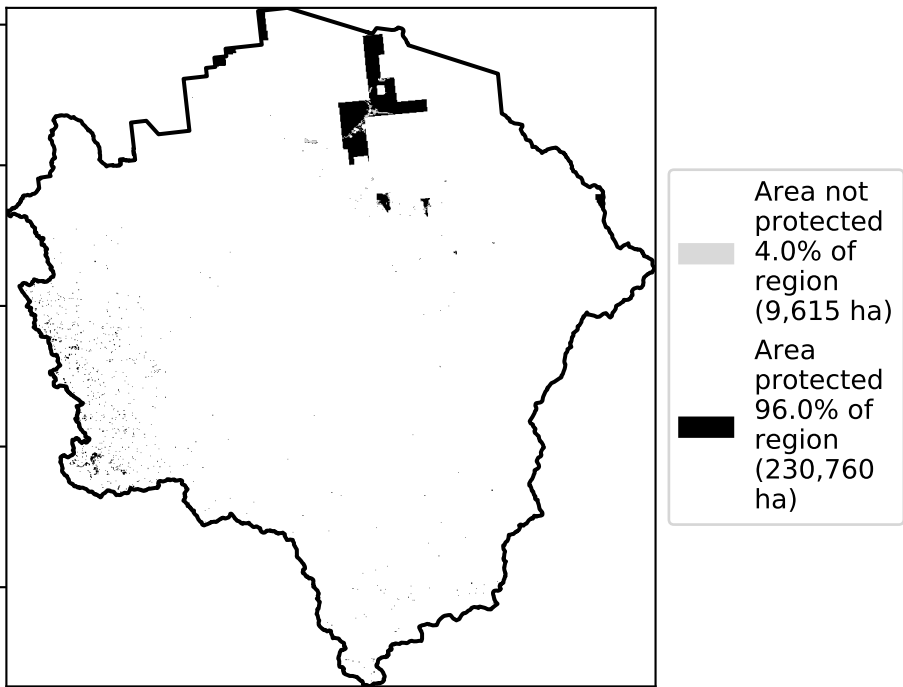 Area not
protected
4.0% of
region
(9,615 ha)
Area
protected
96.0% of
region
(230,760
ha)